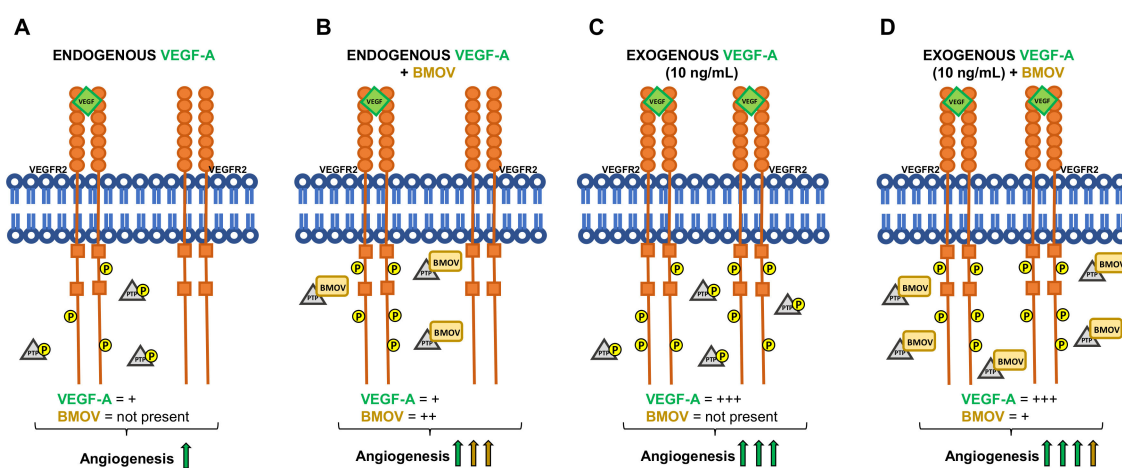 A
ENDOGENOUS VEGF-A
VEGF
VEGFR2 VEGFR2
P
PTP P
P
P
PTP P
PTP P
VEGF-A = +
BMOV = not present
Angiogenesis
B
ENDOGENOUS VEGF-A
+ BMOV
VEGF
VEGFR2
P P
PTP BMOV
PTP BMOV
P P
PTP BMOV
P
VEGF-A = +
BMOV = ++
Angiogenesis
C
EXOGENOUS VEGF-A
(10 ng/mL)
VEGF VEGF
VEGFR2 VEGFR2
P P P P
PTP P
PTP P
P P P P
P P
PTP P
PTP P
VEGF-A = +++
BMOV = not present
Angiogenesis
D
EXOGENOUS VEGF-A
(10 ng/mL) + BMOV
VEGF VEGF
VEGFR2 VEGFR2
P P P P
PTP BMOV
PTP BMOV
P P P P
PTP BMOV
PTP BMOV
P P
PTP BMOV
VEGF-A = +++
BMOV = +
Angiogenesis